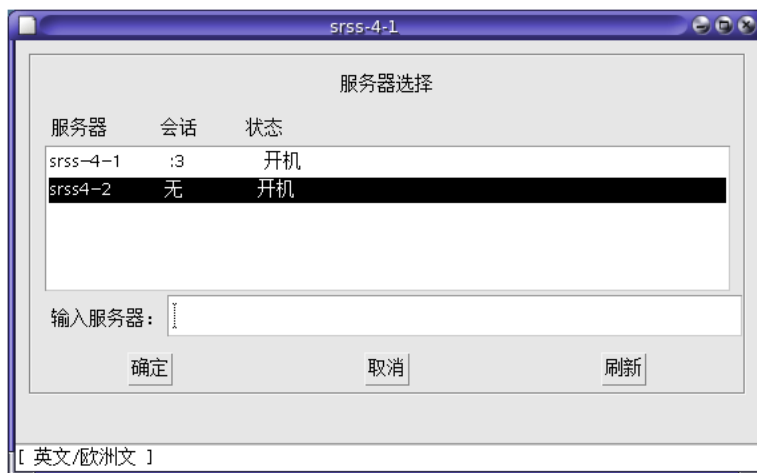 srss-4-1
服务器选择
服务器 会话 状态
srss-4-1 :3 开机
srss4-2 无 开机
输入服务器:
确定 取消 刷新
[ 英文/欧洲文 ]